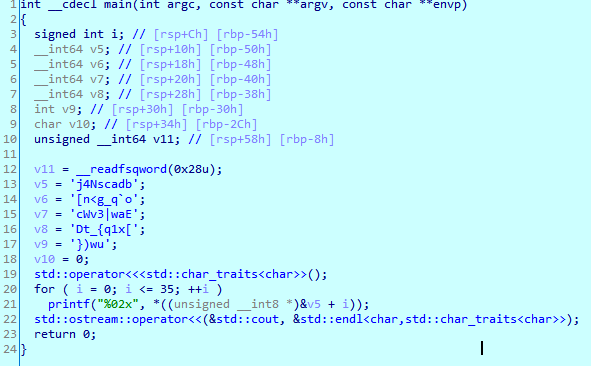 1 int __cdecl main(int argc, const char **argv, const char **envp)
2 {
3 signed int i; // [rsp+Ch] [rbp-54h]
4 __int64 v5; // [rsp+10h] [rbp-50h]
5 __int64 v6; // [rsp+18h] [rbp-48h]
6 __int64 v7; // [rsp+20h] [rbp-40h]
7 __int64 v8; // [rsp+28h] [rbp-38h]
8 int v9; // [rsp+30h] [rbp-30h]
9 char v10; // [rsp+34h] [rbp-2Ch]
10 unsigned __int64 v11; // [rsp+58h] [rbp-8h]
11
12 v11 = __readfsqword(0x28u);
13 v5 = 'j4Nscadb';
14 v6 = '[n<g_q`o';
15 v7 = 'cWv3|waE';
16 v8 = 'Dt_{q1x[';
17 v9 = '})wu';
18 v10 = 0;
19 std::operator<<<std::char_traits<char>>();
20 for ( i = 0; i <= 35; ++i )
21 printf("%02x", *((unsigned __int8 *)&v5 + i));
22 std::ostream::operator<<(&std::cout, &std::endl<char,std::char_traits<char>>);
23 return 0;
24 }